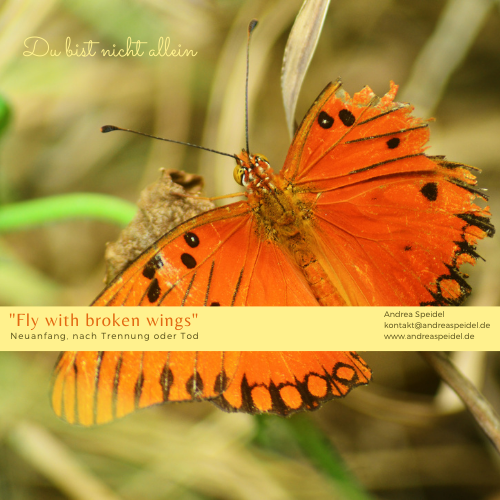 Du bist nicht allein
"Fly with broken wings"
Neuanfang, nach Trennung oder Tod
Andrea Speidel
kontakt@andreaspeidel.de
www.andreaspeidel.de